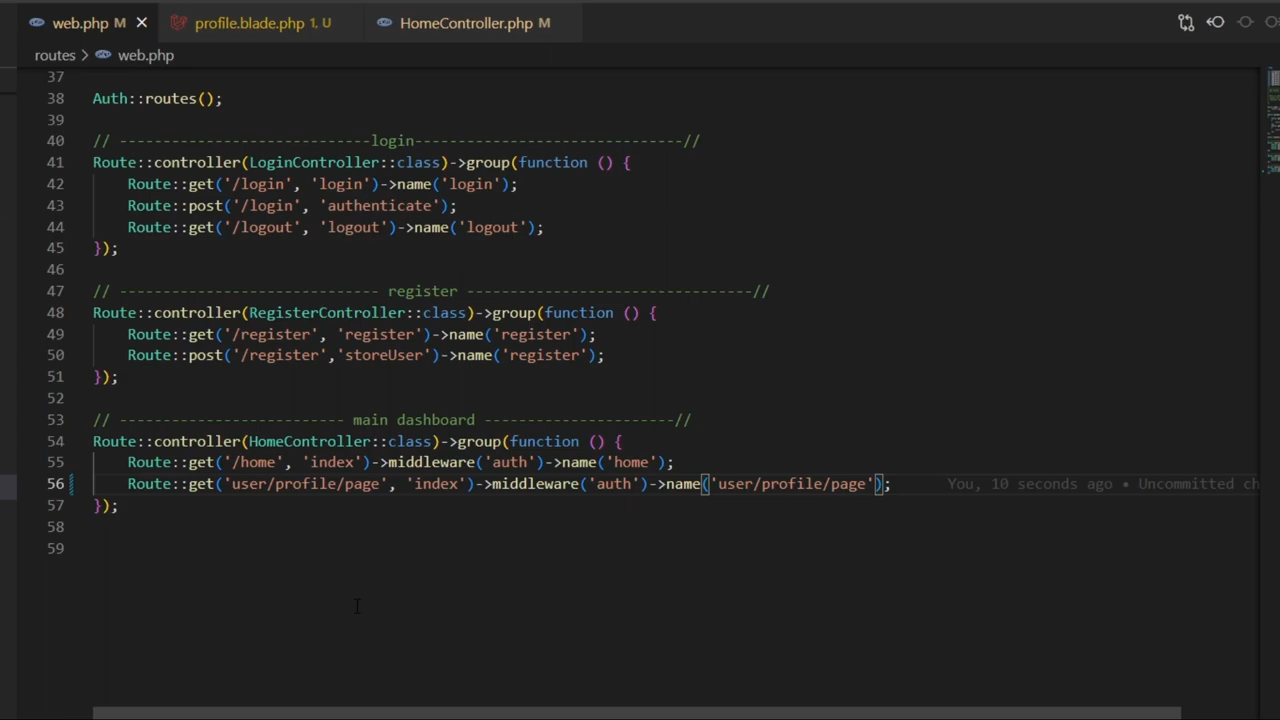 web.php M
profile.blade.php 1, U
HomeController.php M
routes > web.php
37
38 Auth::routes();
39
40 // -----------------------------login-------------------------------//
41 Route::controller(LoginController::class)->group(function () {
42 Route::get('/login', 'login')->name('login');
43 Route::post('/login', 'authenticate');
44 Route::get('/logout', 'logout')->name('logout');
45 });
46
47 // ------------------------------ register ---------------------------------//
48 Route::controller(RegisterController::class)->group(function () {
49 Route::get('/register', 'register')->name('register');
50 Route::post('/register','storeUser')->name('register');
51 });
52
53 // -------------------------- main dashboard ----------------------//
54 Route::controller(HomeController::class)->group(function () {
55 Route::get('/home', 'index')->middleware('auth')->name('home');
56 Route::get('user/profile/page', 'index')->middleware('auth')->name('user/profile/page'); You, 10 seconds ago • Uncommitted ch
57 });
58
59